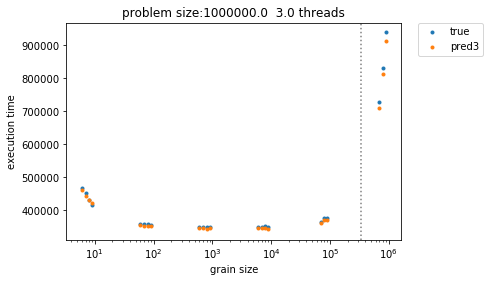 problem size:1000000.0  3.0 threads
true
pred3
execution time
900000
800000
700000
600000
500000
400000
10^1
10^2
10^3
10^4
10^5
10^6
grain size